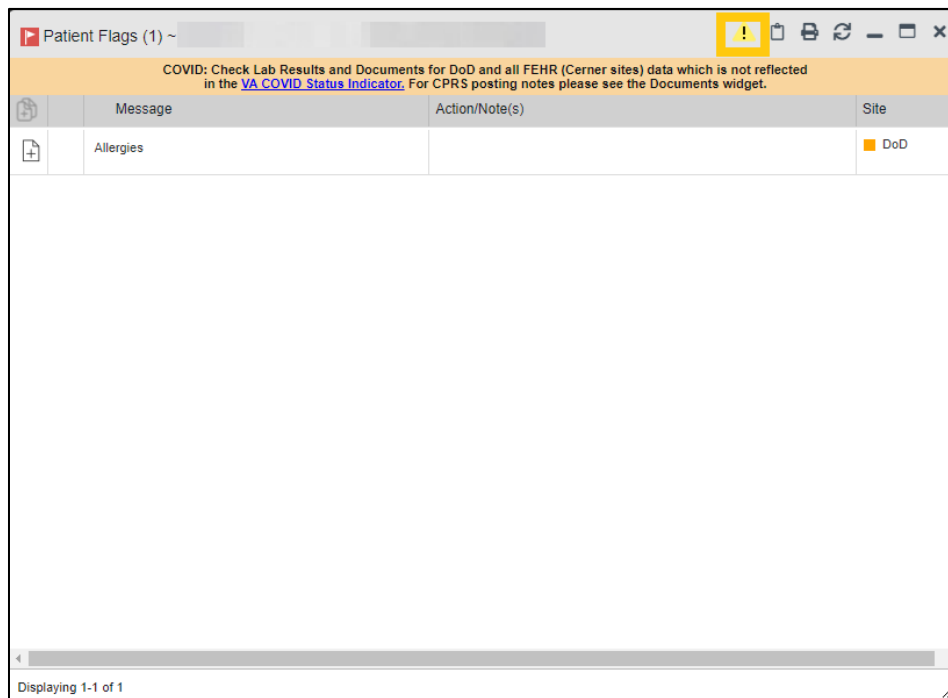 Patient Flags (1) ~
COVID: Check Lab Results and Documents for DoD and all FEHR (Cerner sites) data which is not reflected
in the VA COVID Status Indicator. For CPRS posting notes please see the Documents widget.
Message Action/Note(s) Site
Allergies DoD
Displaying 1-1 of 1